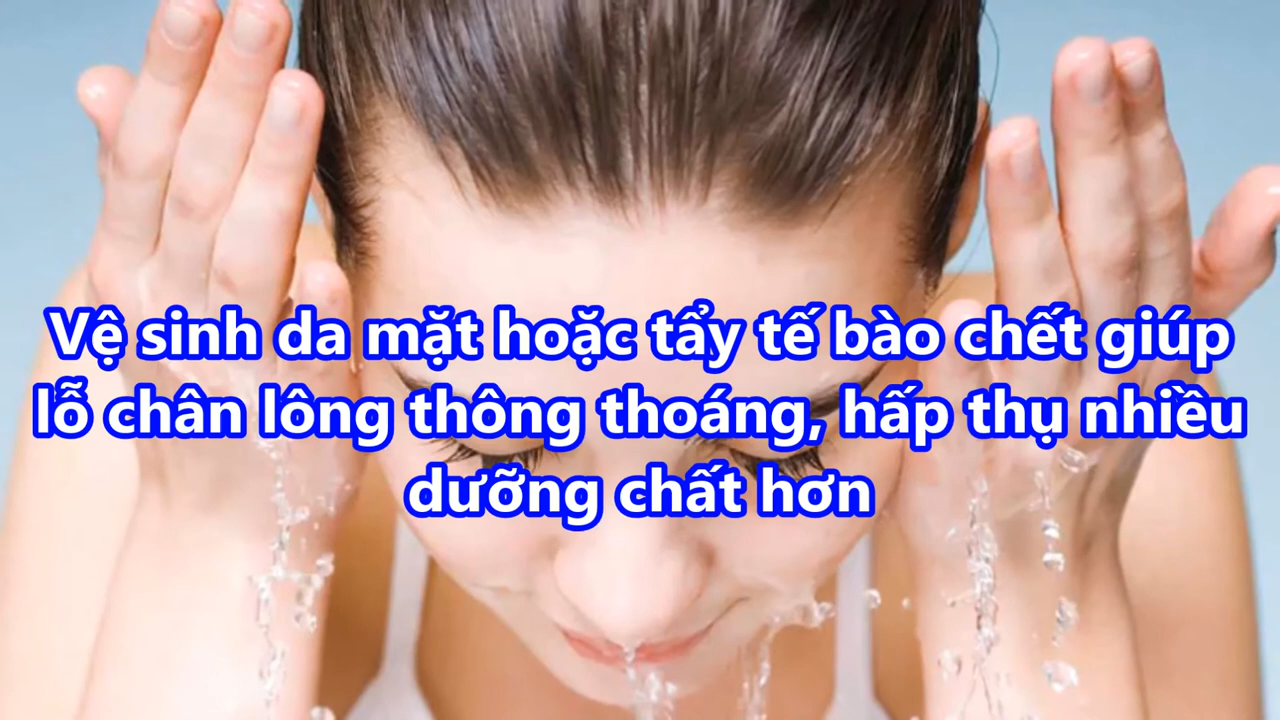 Vệ sinh da mặt hoặc tẩy tế bào chết giúp
lỗ chân lông thông thoáng, hấp thụ nhiều
dưỡng chất hơn